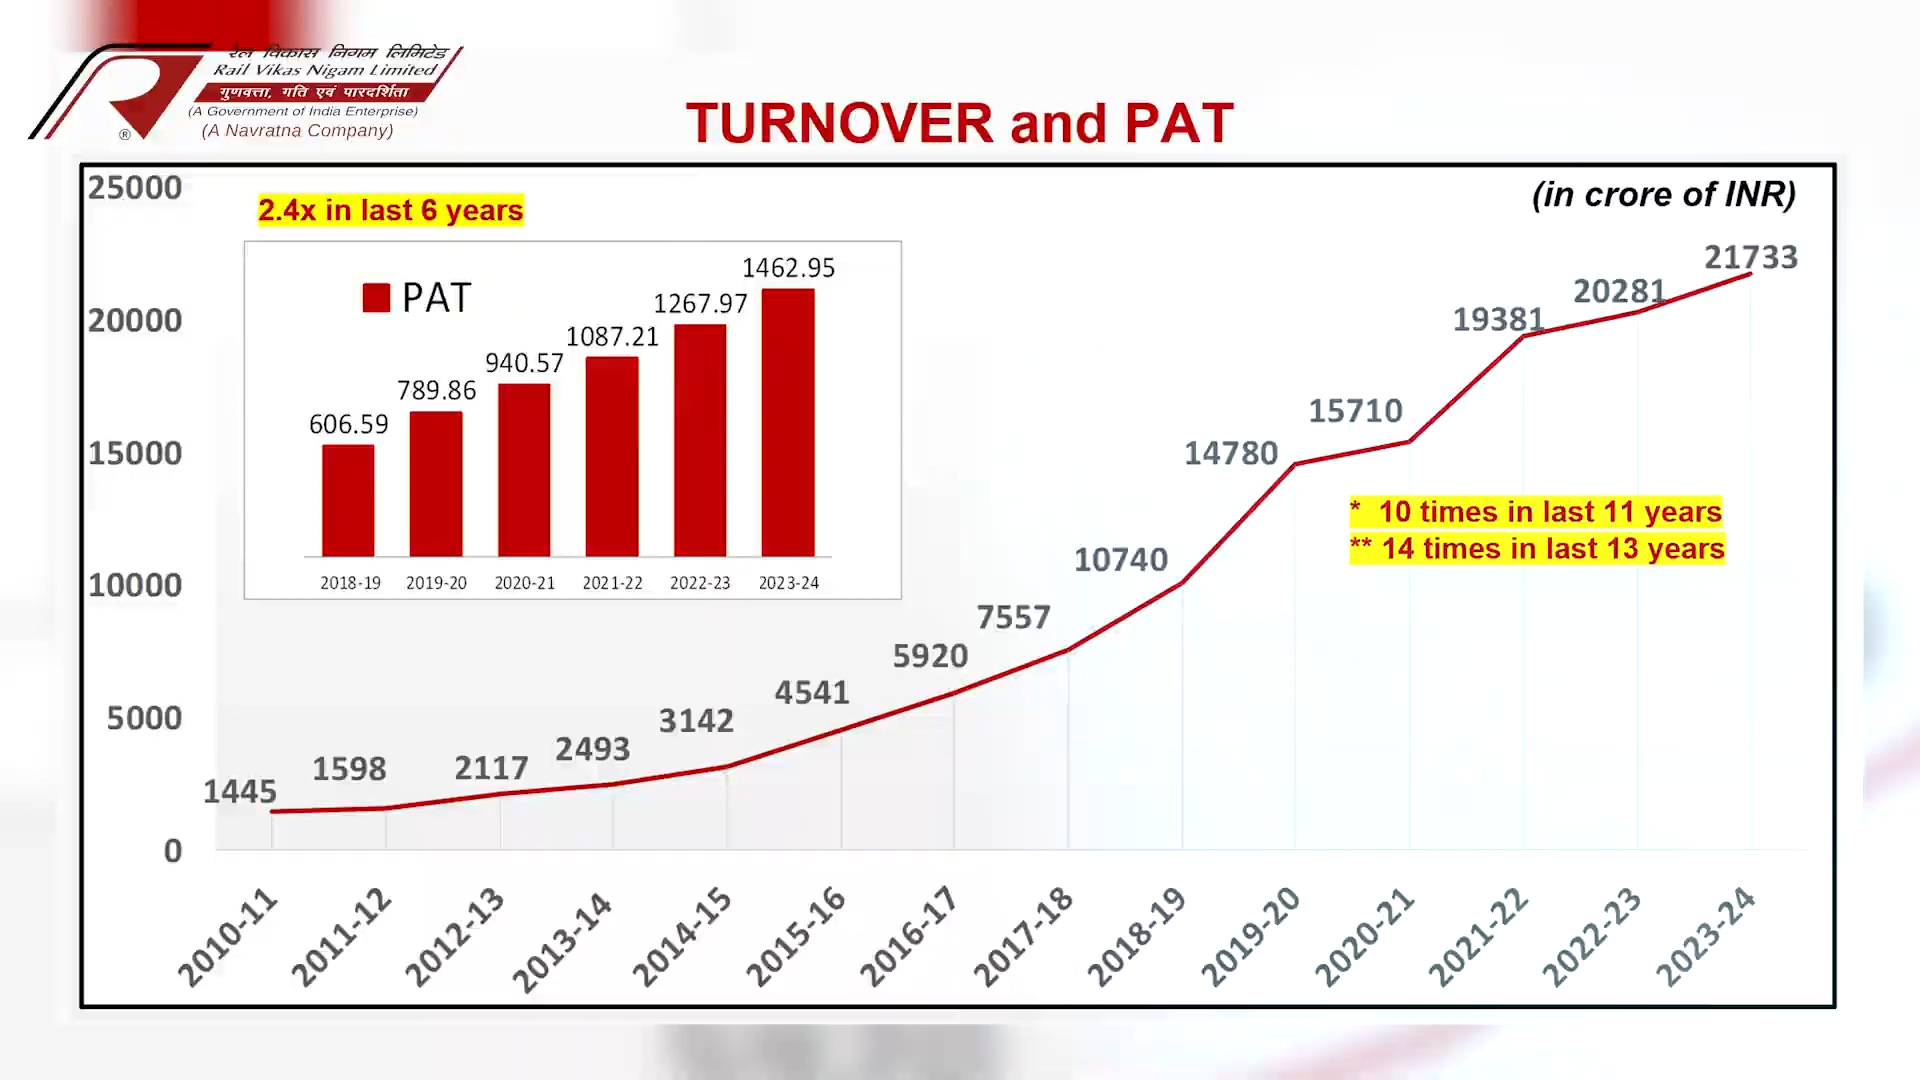 रेल विकास निगम लिमिटेड
Rail Vikas Nigam Limited
गुणवत्ता, गति एवं पारदर्शिता
(A Government of India Enterprise)
(A Navratna Company)
®
TURNOVER and PAT
(in crore of INR)
2.4x in last 6 years
PAT
606.59
789.86
940.57
1087.21
1267.97
1462.95
2018-19 2019-20 2020-21 2021-22 2022-23 2023-24
* 10 times in last 11 years
** 14 times in last 13 years
25000
20000
15000
10000
5000
0
1445
1598
2117
2493
3142
4541
5920
7557
10740
14780
15710
19381
20281
21733
2010-11 2011-12 2012-13 2013-14 2014-15 2015-16 2016-17 2017-18 2018-19 2019-20 2020-21 2021-22 2022-23 2023-24